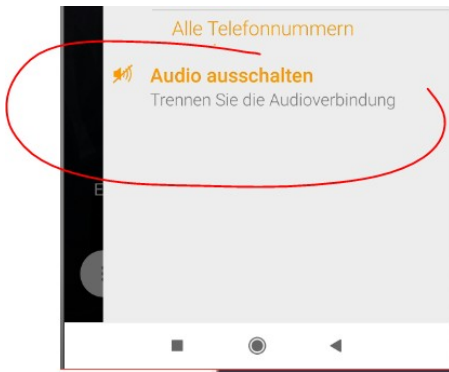 Alle Telefonnummern
Audio ausschalten
Trennen Sie die Audioverbindung
E